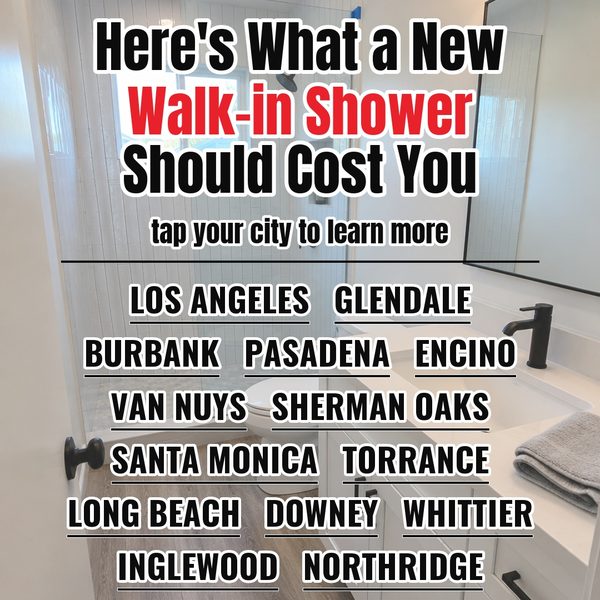 Here's What a New
Walk-in Shower
Should Cost You
tap your city to learn more
LOS ANGELES GLENDALE
BURBANK PASADENA ENCINO
VAN NUYS SHERMAN OAKS
SANTA MONICA TORRANCE
LONG BEACH DOWNEY WHITTIER
INGLEWOOD NORTHRIDGE